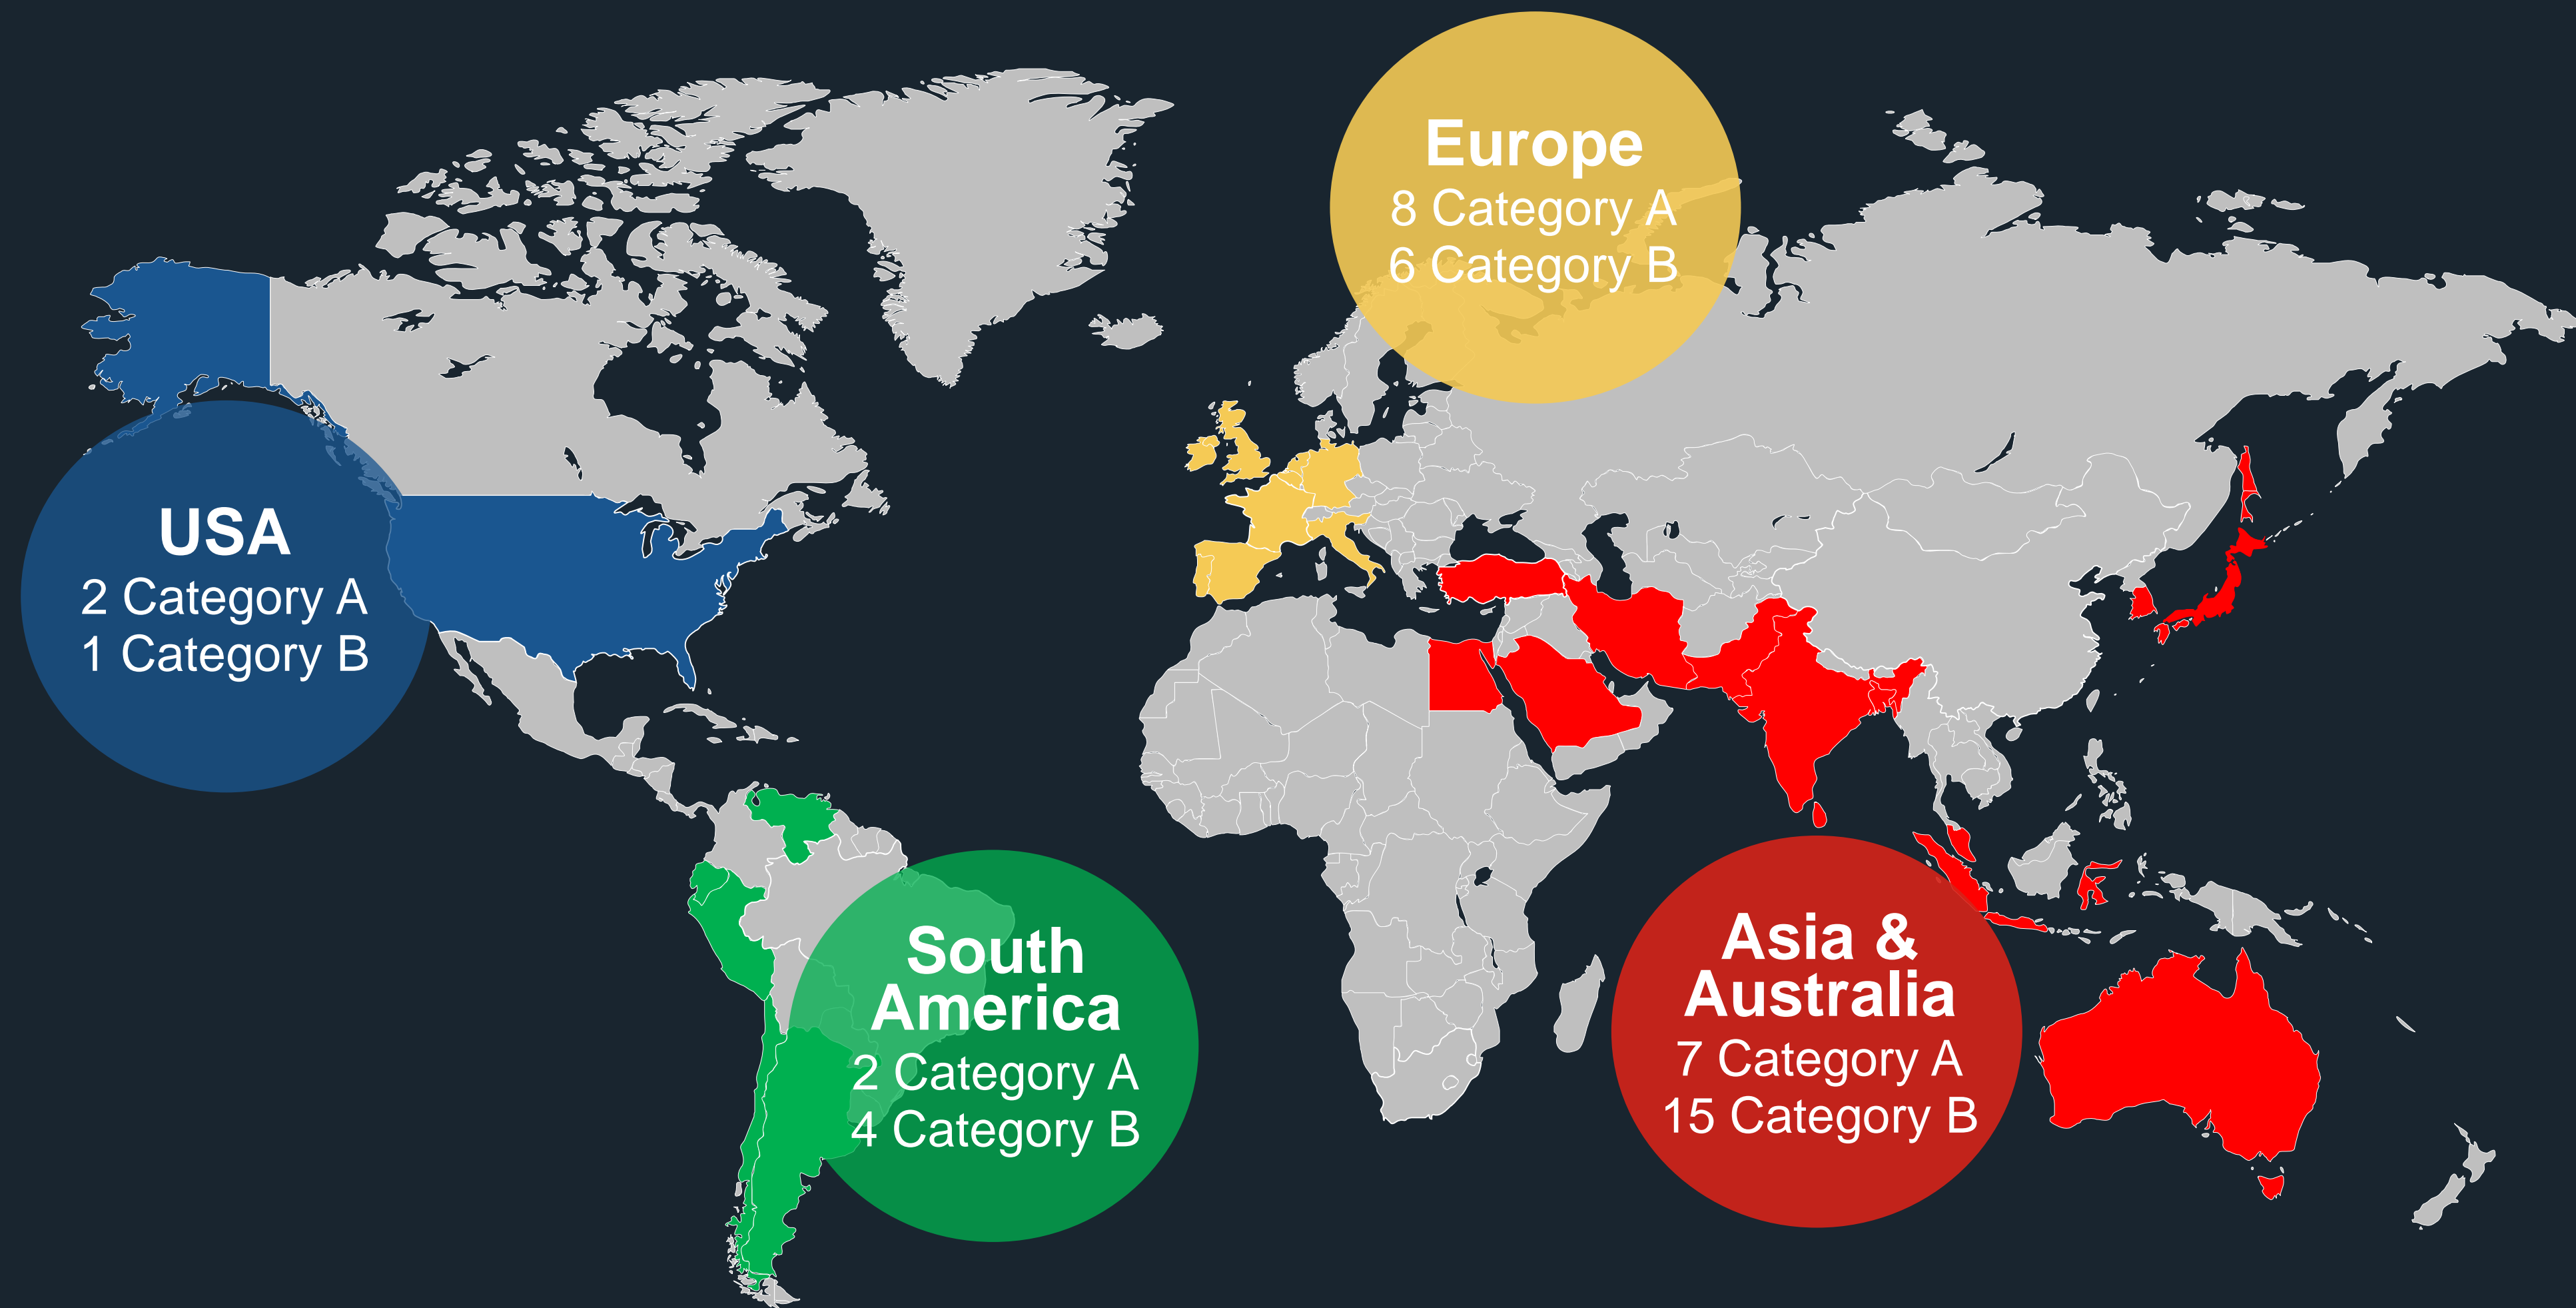 Europe
8 Category A
6 Category B
USA
2 Category A
1 Category B
South
America
2 Category A
4 Category B
Asia &
Australia
7 Category A
15 Category B